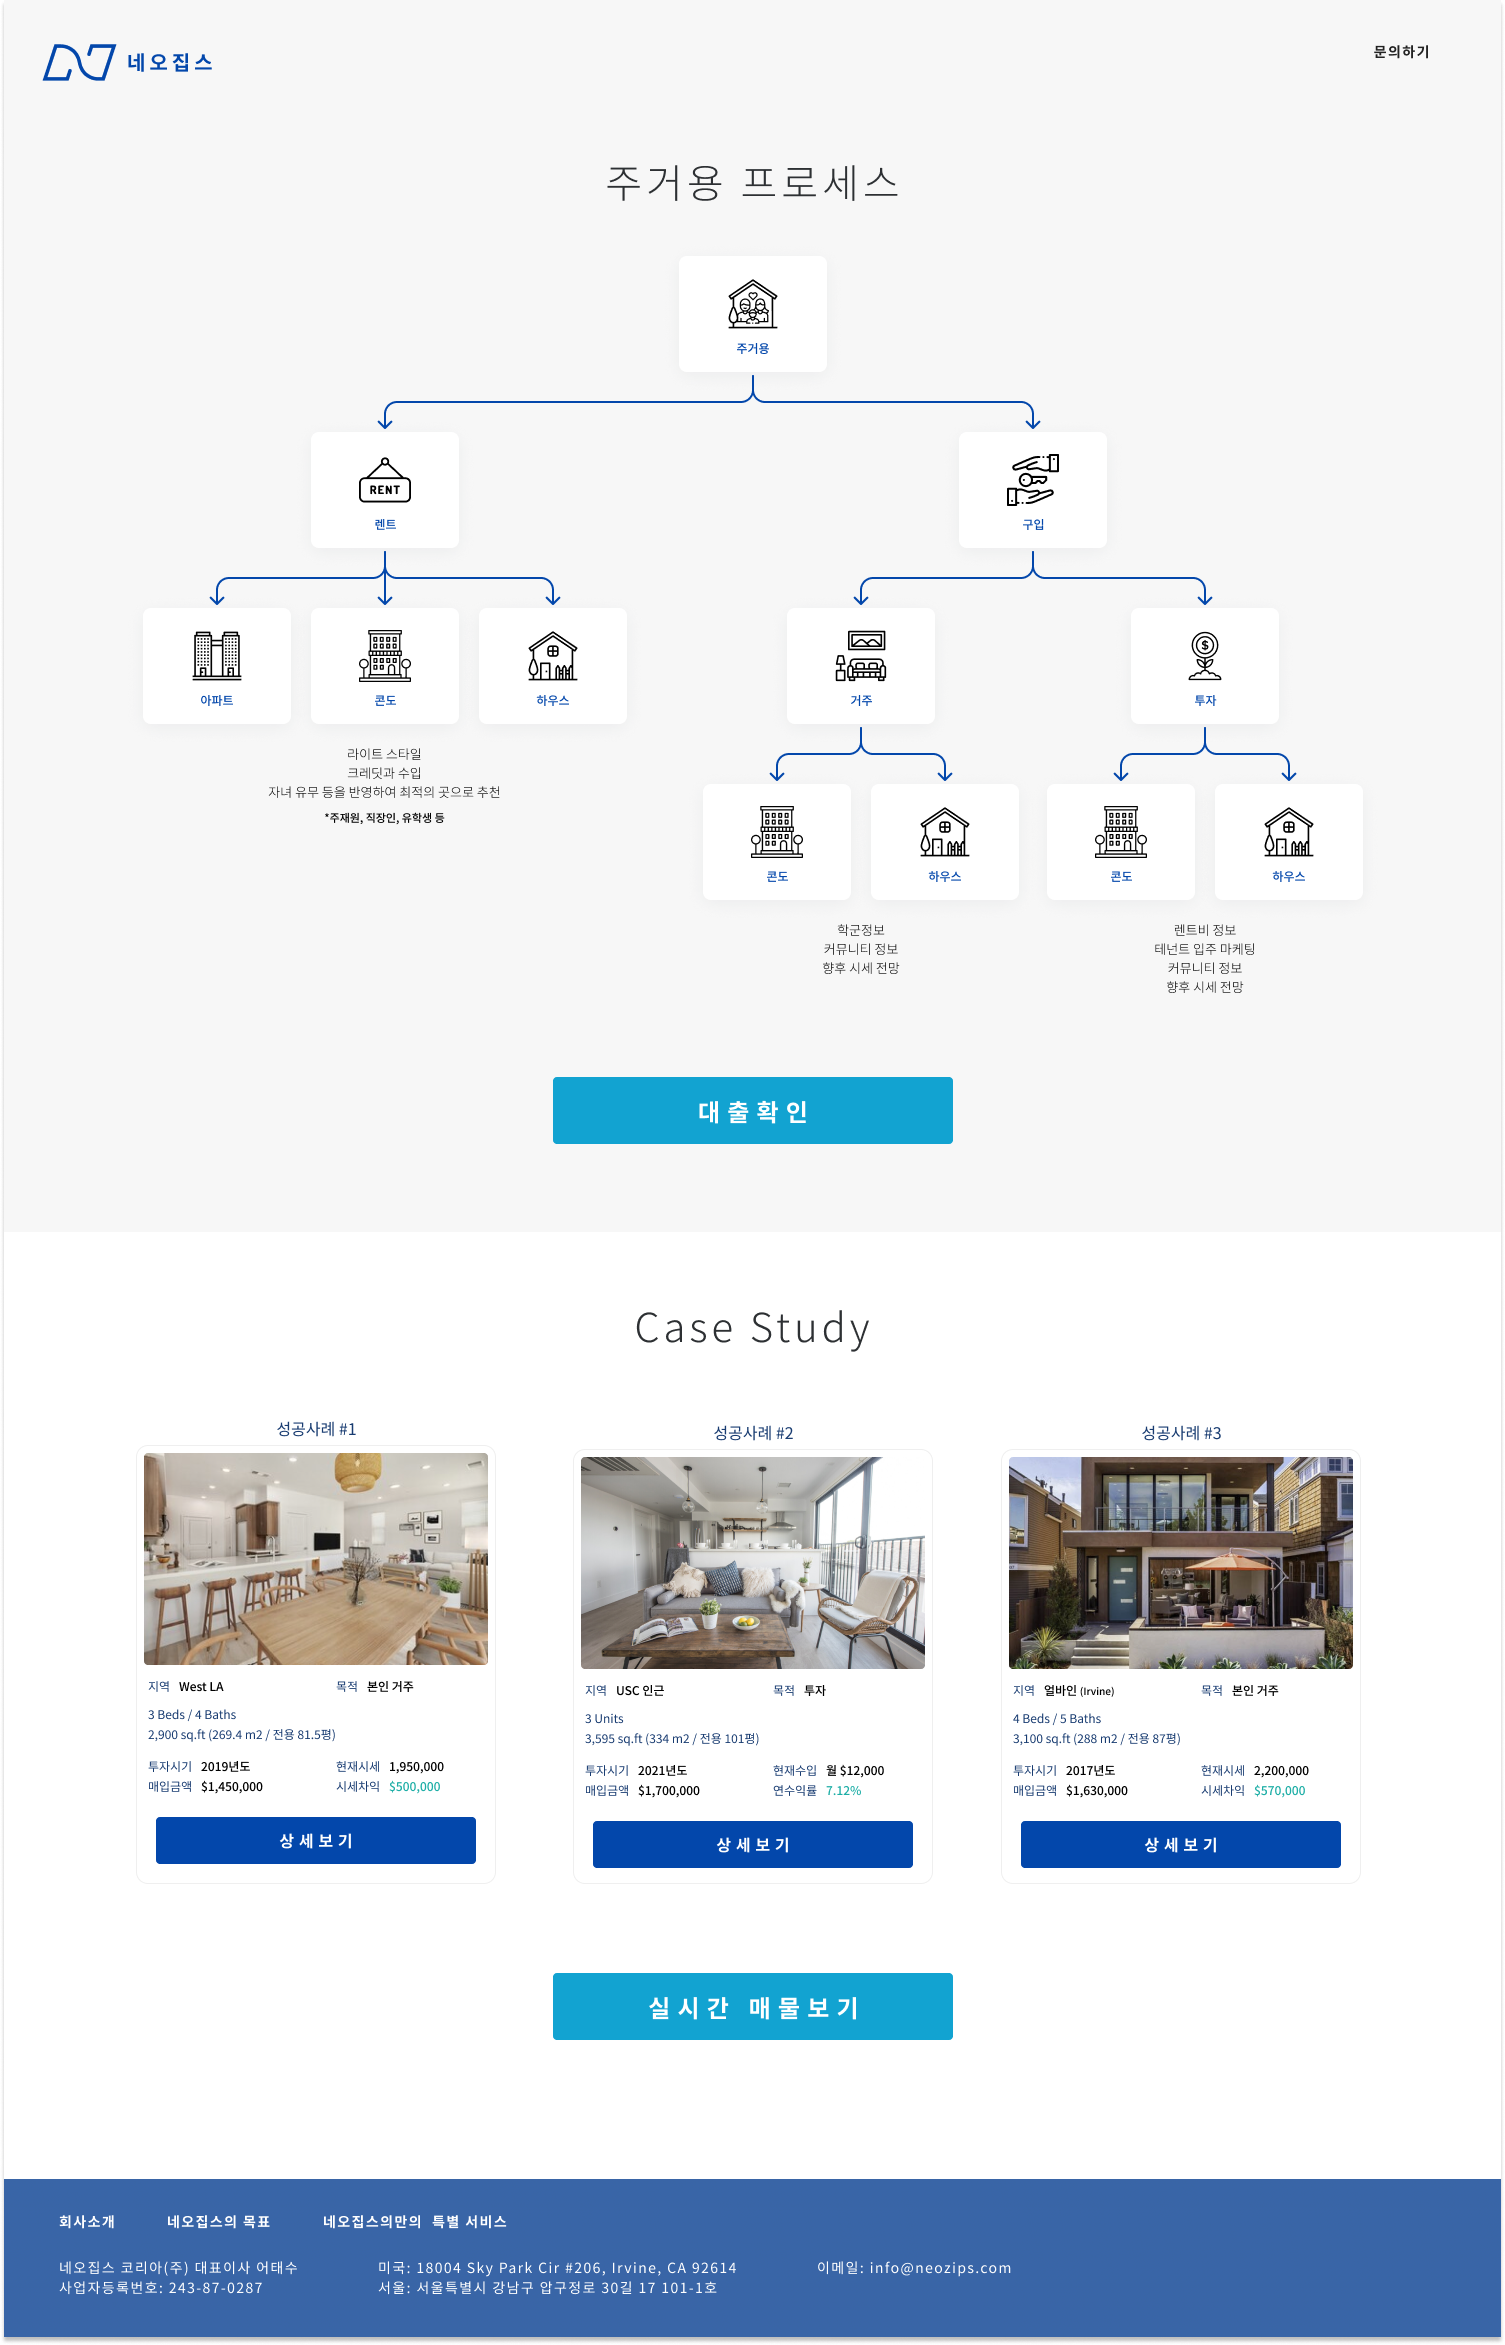 네오집스
문의하기
주거용 프로세스
주거용
RENT
렌트
구입
아파트
콘도
하우스
거주
투자
라이트 스타일
크레딧과 수입
자녀 유무 등을 반영하여 최적의 곳으로 추천
*주재원, 직장인, 유학생 등
콘도
하우스
콘도
하우스
학군정보
커뮤니티 정보
향후 시세 전망
렌트비 정보
테넌트 입주 마케팅
커뮤니티 정보
향후 시세 전망
대출확인
Case Study
성공사례 #1
지역 West LA 목적 본인 거주
3 Beds / 4 Baths
2,900 sq.ft (269.4 m2 / 전용 81.5평)
투자시기 2019년도 현재시세 1,950,000
매입금액 $1,450,000 시세차익 $500,000
상세보기
성공사례 #2
지역 USC 인근 목적 투자
3 Units
3,595 sq.ft (334 m2 / 전용 101평)
투자시기 2021년도 현재수입 월 $12,000
매입금액 $1,700,000 연수익률 7.12%
상세보기
성공사례 #3
지역 얼바인 (Irvine) 목적 본인 거주
4 Beds / 5 Baths
3,100 sq.ft (288 m2 / 전용 87평)
투자시기 2017년도 현재시세 2,200,000
매입금액 $1,630,000 시세차익 $570,000
상세보기
실시간 매물보기
회사소개 네오집스의 목표 네오집스의만의 특별 서비스
네오집스 코리아(주) 대표이사 어태수
사업자등록번호: 243-87-0287
미국: 18004 Sky Park Cir #206, Irvine, CA 92614
서울: 서울특별시 강남구 압구정로 30길 17 101-1호
이메일: info@neozips.com